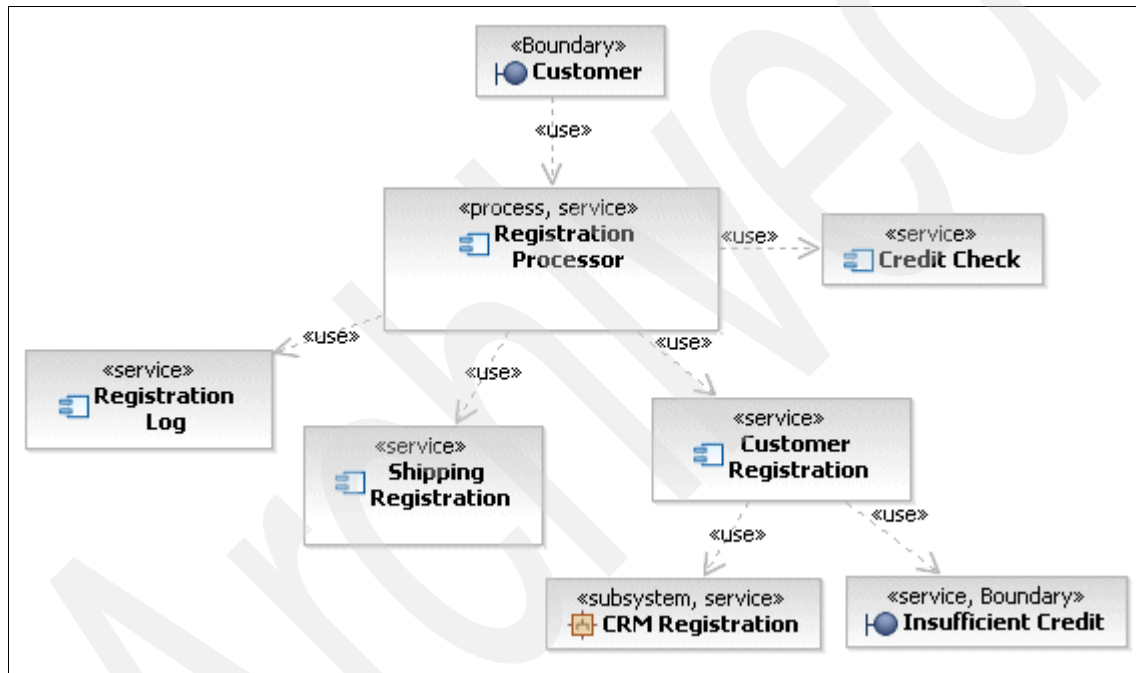 «Boundary»
Customer
«use»
«process, service»
Registration
Processor
«use»
«service»
Credit Check
«use»
«service»
Registration
Log
«use»
«service»
Shipping
Registration
«use»
«service»
Customer
Registration
«use»
«subsystem, service»
CRM Registration
«use»
«service, Boundary»
Insufficient Credit
Archived